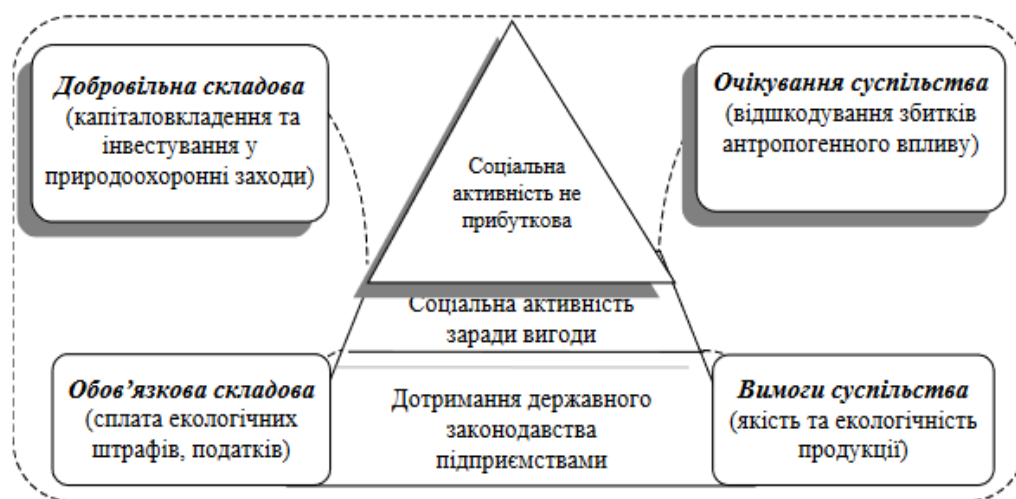 Добровільна складова
(капіталовкладення та
інвестування у
природоохоронні заходи)
Очікування суспільства
(відшкодування збитків
антропогенного впливу)
Соціальна
активність не
прибуткова
Соціальна активність
заради вигоди
Обов’язкова складова
(сплата екологічних
штрафів, податків)
Дотримання державного
законодавства
підприємствами
Вимоги суспільства
(якість та екологічність
продукції)